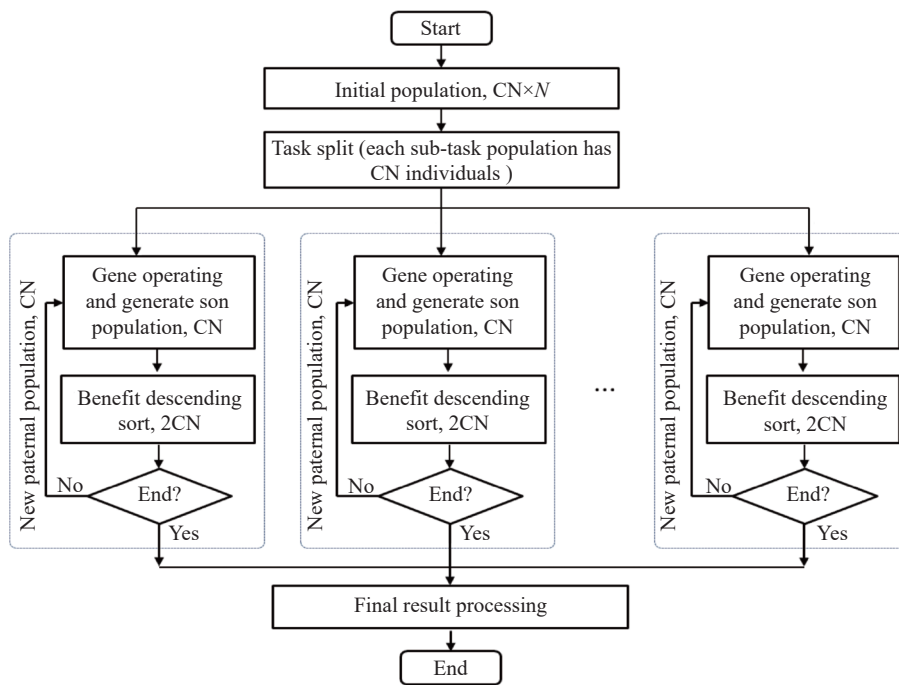 Start
Initial population, CN×N
Task split (each sub-task population has
CN individuals )
New paternal population, CN
Gene operating
and generate son
population, CN
Benefit descending
sort, 2CN
No
End?
Yes
New paternal population, CN
Gene operating
and generate son
population, CN
Benefit descending
sort, 2CN
No
End?
Yes
...
New paternal population, CN
Gene operating
and generate son
population, CN
Benefit descending
sort, 2CN
No
End?
Yes
Final result processing
End